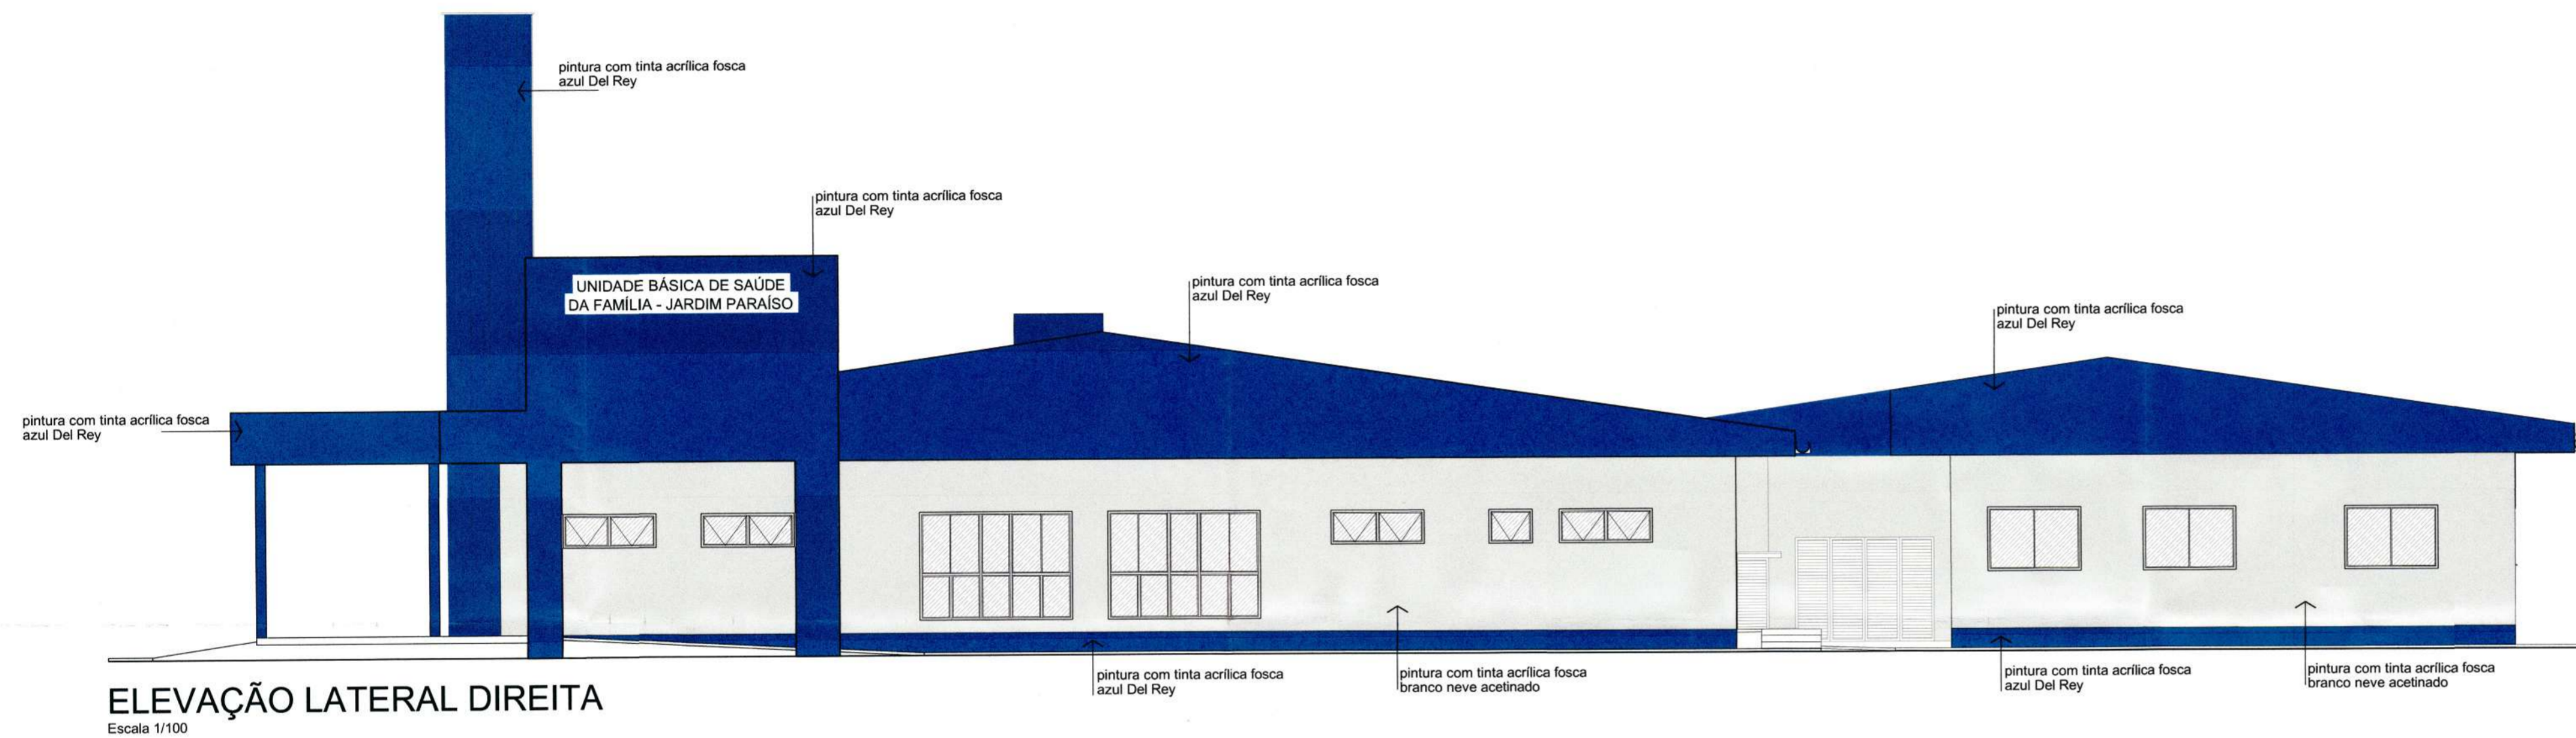 pintura com tinta acrílica fosca
azul Del Rey
pintura com tinta acrílica fosca
azul Del Rey
UNIDADE BÁSICA DE SAÚDE
DA FAMÍLIA - JARDIM PARAÍSO
pintura com tinta acrílica fosca
azul Del Rey
pintura com tinta acrílica fosca
azul Del Rey
pintura com tinta acrílica fosca
azul Del Rey
pintura com tinta acrílica fosca
azul Del Rey
pintura com tinta acrílica fosca
branco neve acetinado
pintura com tinta acrílica fosca
azul Del Rey
pintura com tinta acrílica fosca
branco neve acetinado
ELEVAÇÃO LATERAL DIREITA
Escala 1/100